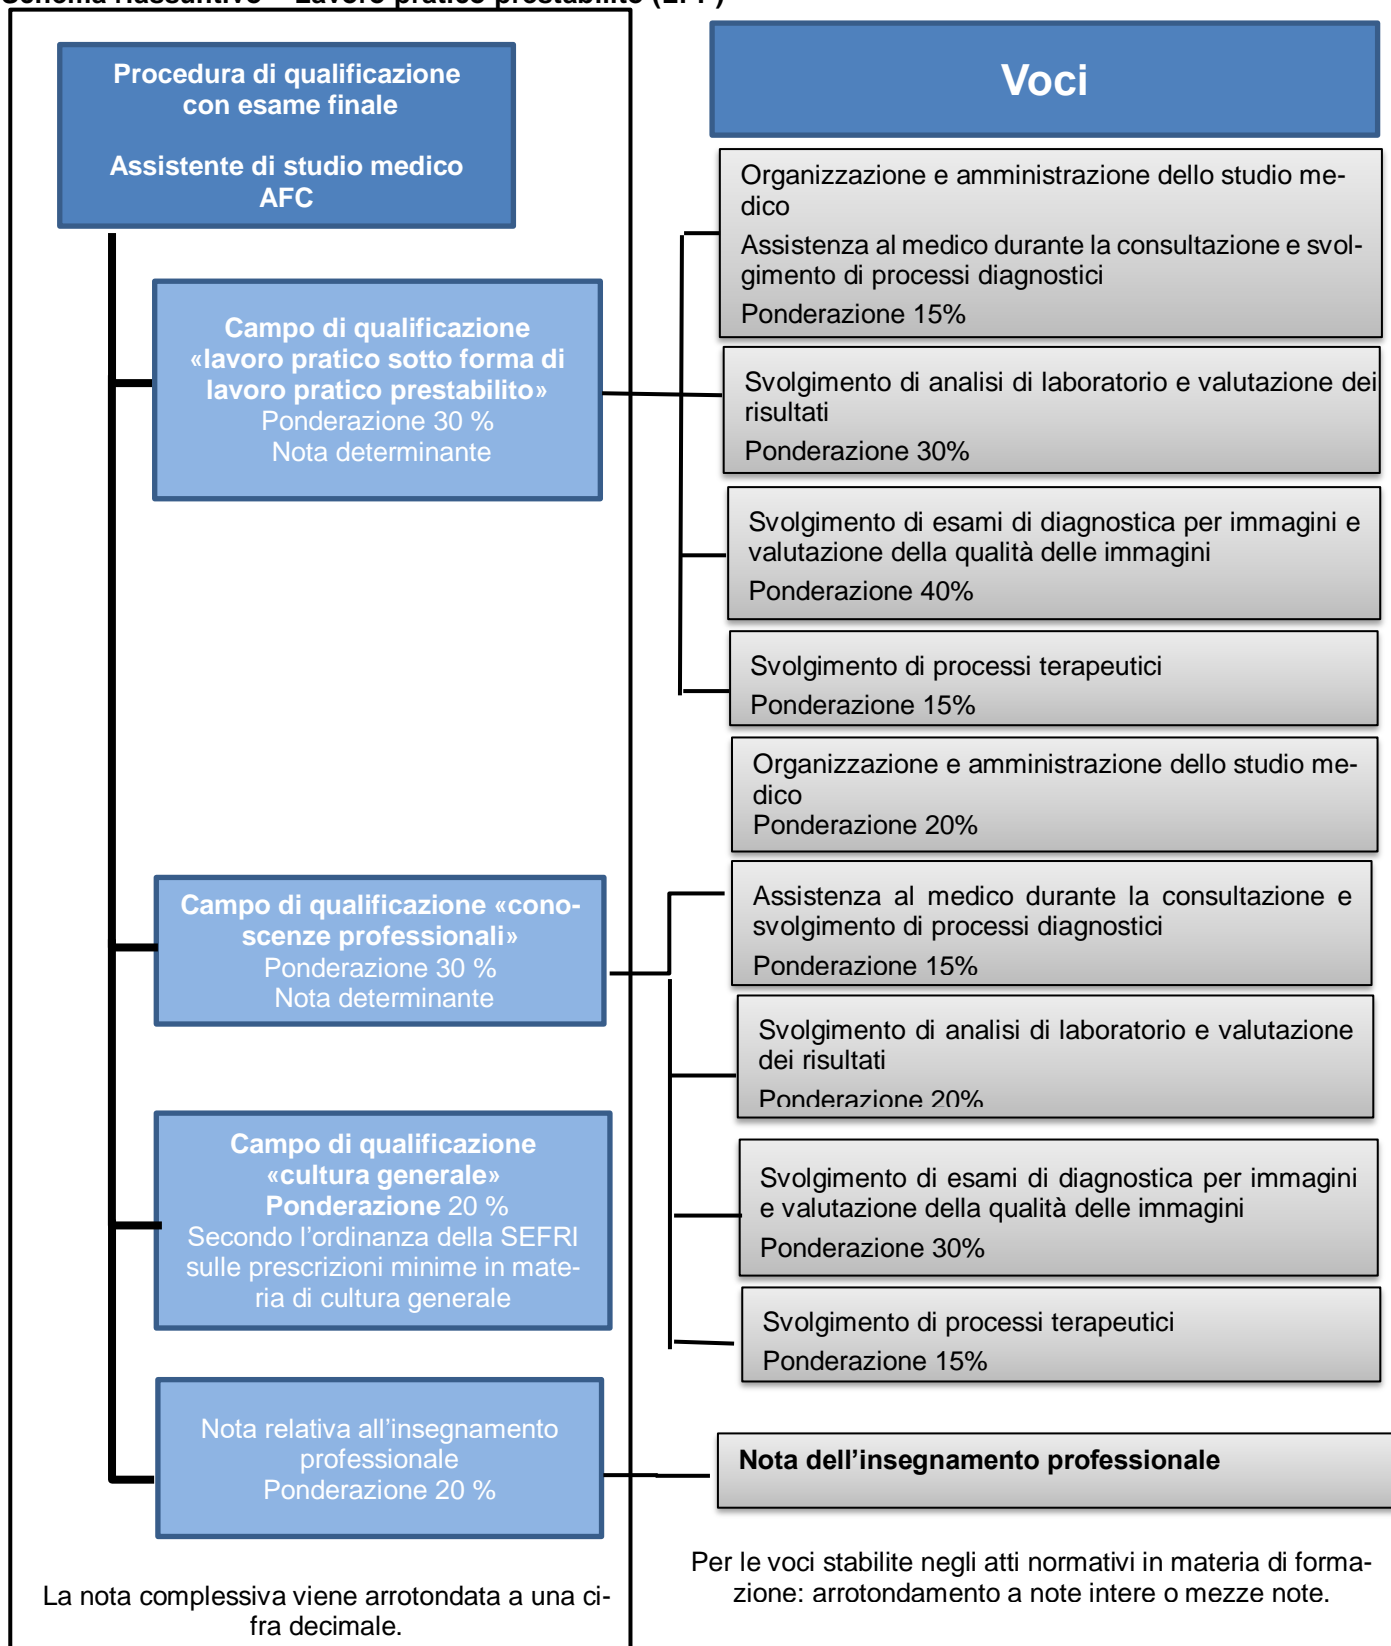 Schema riassuntivo – Lavoro pratico prestabilito (LPP)
Procedura di qualificazione
con esame finale
Assistente di studio medico
AFC
Campo di qualificazione
«lavoro pratico sotto forma di
lavoro pratico prestabilito»
Ponderazione 30 %
Nota determinante
Campo di qualificazione «cono-
scenze professionali»
Ponderazione 30 %
Nota determinante
Campo di qualificazione
«cultura generale»
Ponderazione 20 %
Secondo l’ordinanza della SEFRI
sulle prescrizioni minime in mate-
ria di cultura generale
Nota relativa all’insegnamento
professionale
Ponderazione 20 %
La nota complessiva viene arrotondata a una ci-
fra decimale.
Voci
Organizzazione e amministrazione dello studio me-
dico
Assistenza al medico durante la consultazione e svol-
gimento di processi diagnostici
Ponderazione 15%
Svolgimento di analisi di laboratorio e valutazione dei
risultati
Ponderazione 30%
Svolgimento di esami di diagnostica per immagini e
valutazione della qualità delle immagini
Ponderazione 40%
Svolgimento di processi terapeutici
Ponderazione 15%
Organizzazione e amministrazione dello studio me-
dico
Ponderazione 20%
Assistenza al medico durante la consultazione e
svolgimento di processi diagnostici
Ponderazione 15%
Svolgimento di analisi di laboratorio e valutazione
dei risultati
Ponderazione 20%
Svolgimento di esami di diagnostica per immagini
e valutazione della qualità delle immagini
Ponderazione 30%
Svolgimento di processi terapeutici
Ponderazione 15%
Nota dell’insegnamento professionale
Per le voci stabilite negli atti normativi in materia di forma-
zione: arrotondamento a note intere o mezze note.